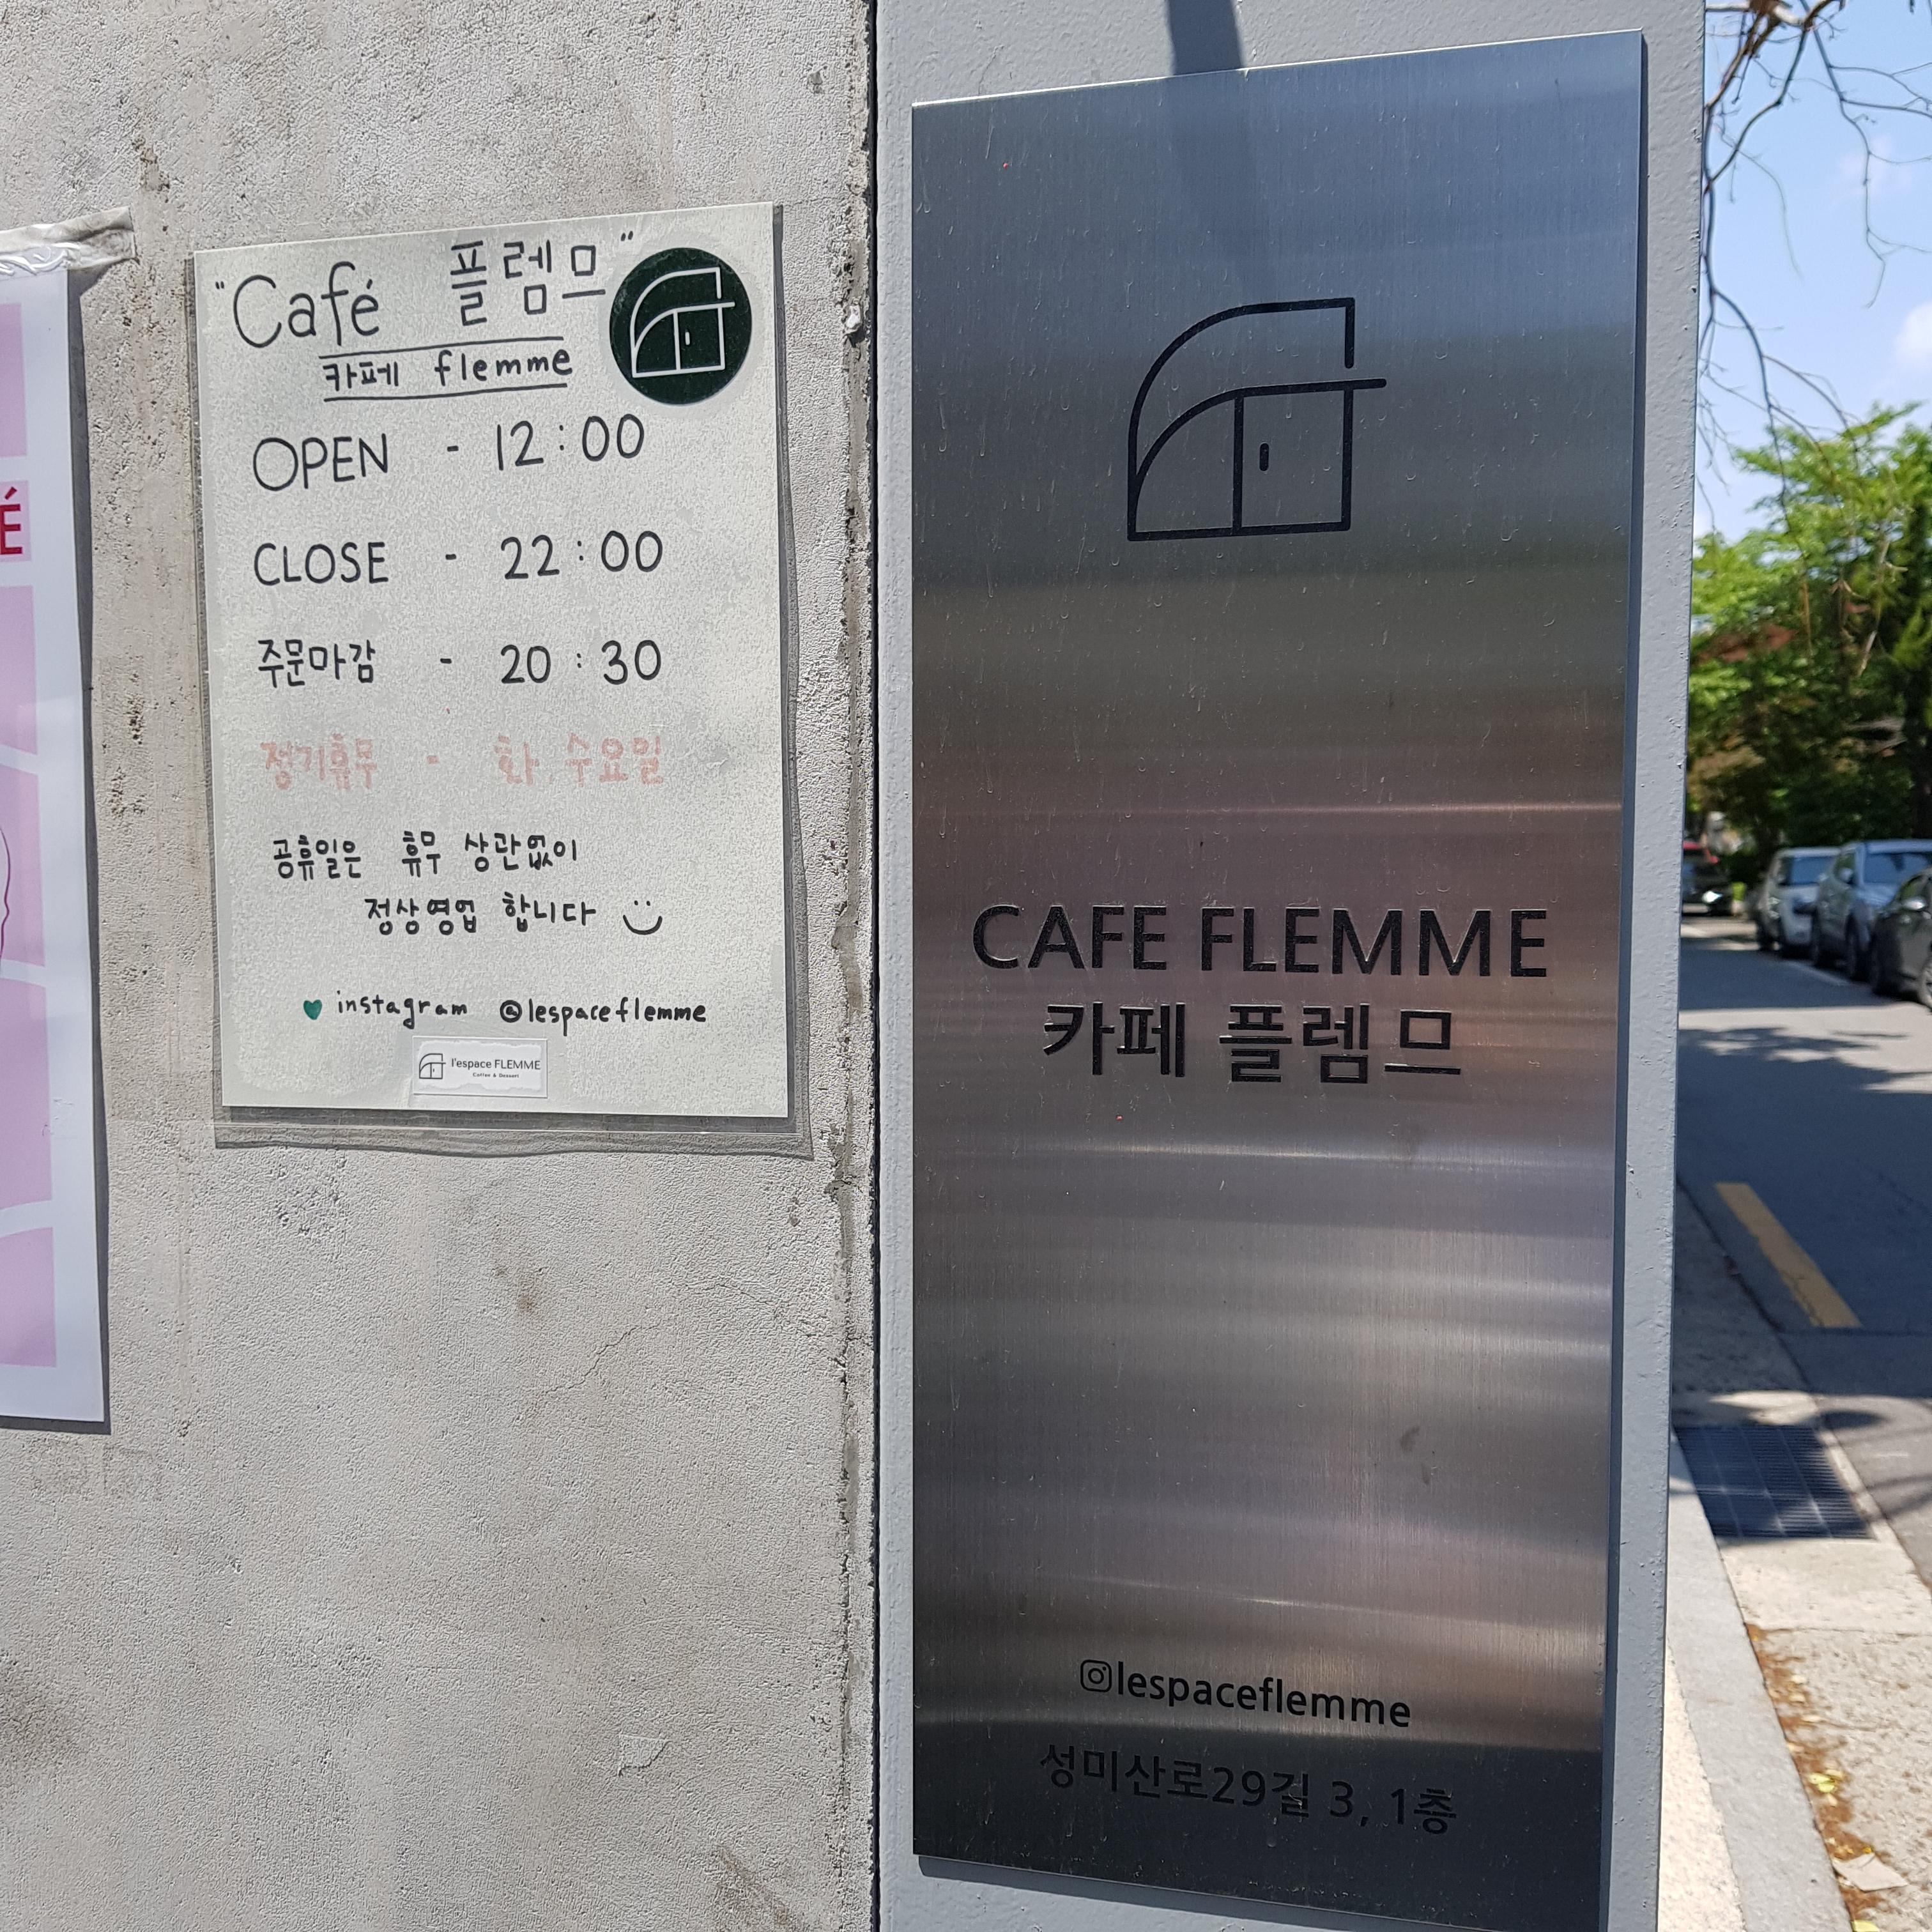 É
"Café 플렘므"
카페 flemme
OPEN - 12:00
CLOSE - 22:00
주문마감 - 20:30
정기휴무 - 화 수요일
공휴일은 휴무 상관없이
정상영업 합니다
instagram @lespaceflemme
l'espace FLEMME
Coffee & Dessert
CAFE FLEMME
카페 플렘므
lespaceflemme
성미산로29길 3, 1층